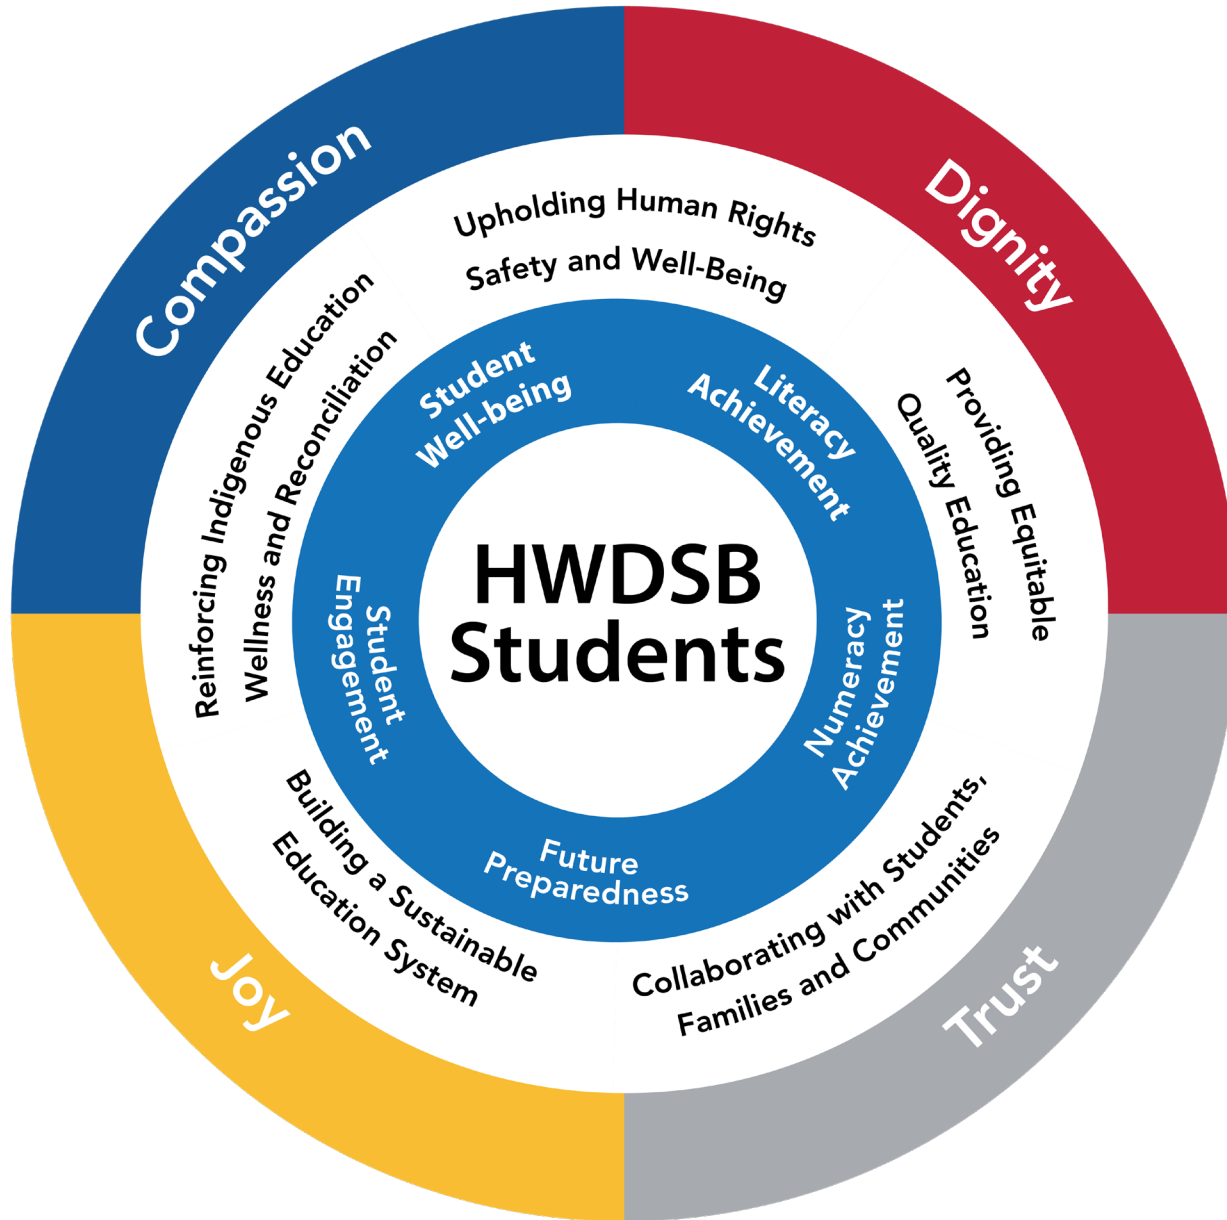 Compassion
Dignity
Trust
Joy
Upholding Human Rights
Safety and Well-Being
Providing Equitable
Quality Education
Collaborating with Students,
Families and Communities
Building a Sustainable
Education System
Reinforcing Indigenous Education
Wellness and Reconciliation
Student
Well-being
Literacy
Achievement
Numeracy
Achievement
Future
Preparedness
Student
Engagement
HWDSB
Students